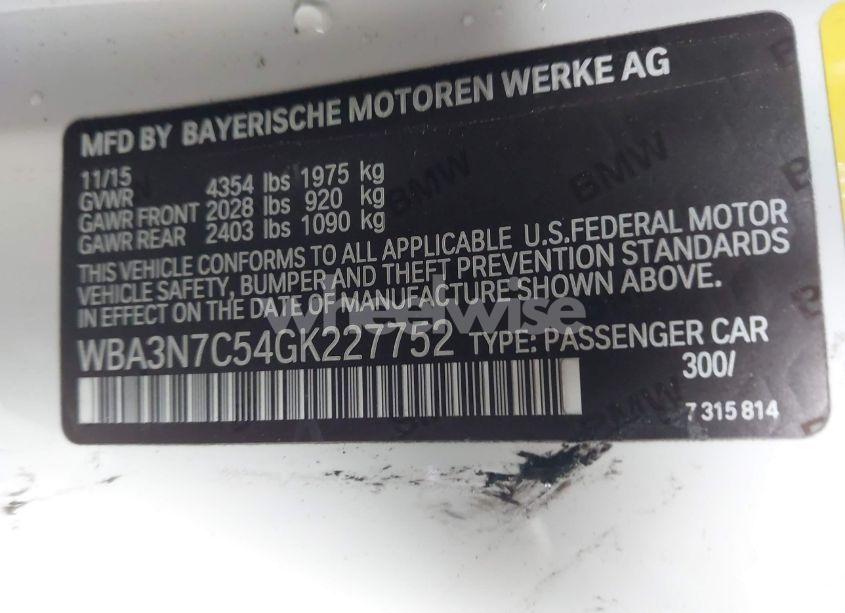 MFD BY BAYERISCHE MOTOREN WERKE AG
11/15
GVWR 4354 lbs 1975 kg
GAWR FRONT 2028 lbs 920 kg
GAWR REAR 2403 lbs 1090 kg
THIS VEHICLE CONFORMS TO ALL APPLICABLE U.S.FEDERAL MOTOR
VEHICLE SAFETY, BUMPER AND THEFT PREVENTION STANDARDS
IN EFFECT ON THE DATE OF MANUFACTURE SHOWN ABOVE.
wheelwise
WBA3N7C54GK227752 TYPE: PASSENGER CAR
300/
7 315 814
BMW
BMW